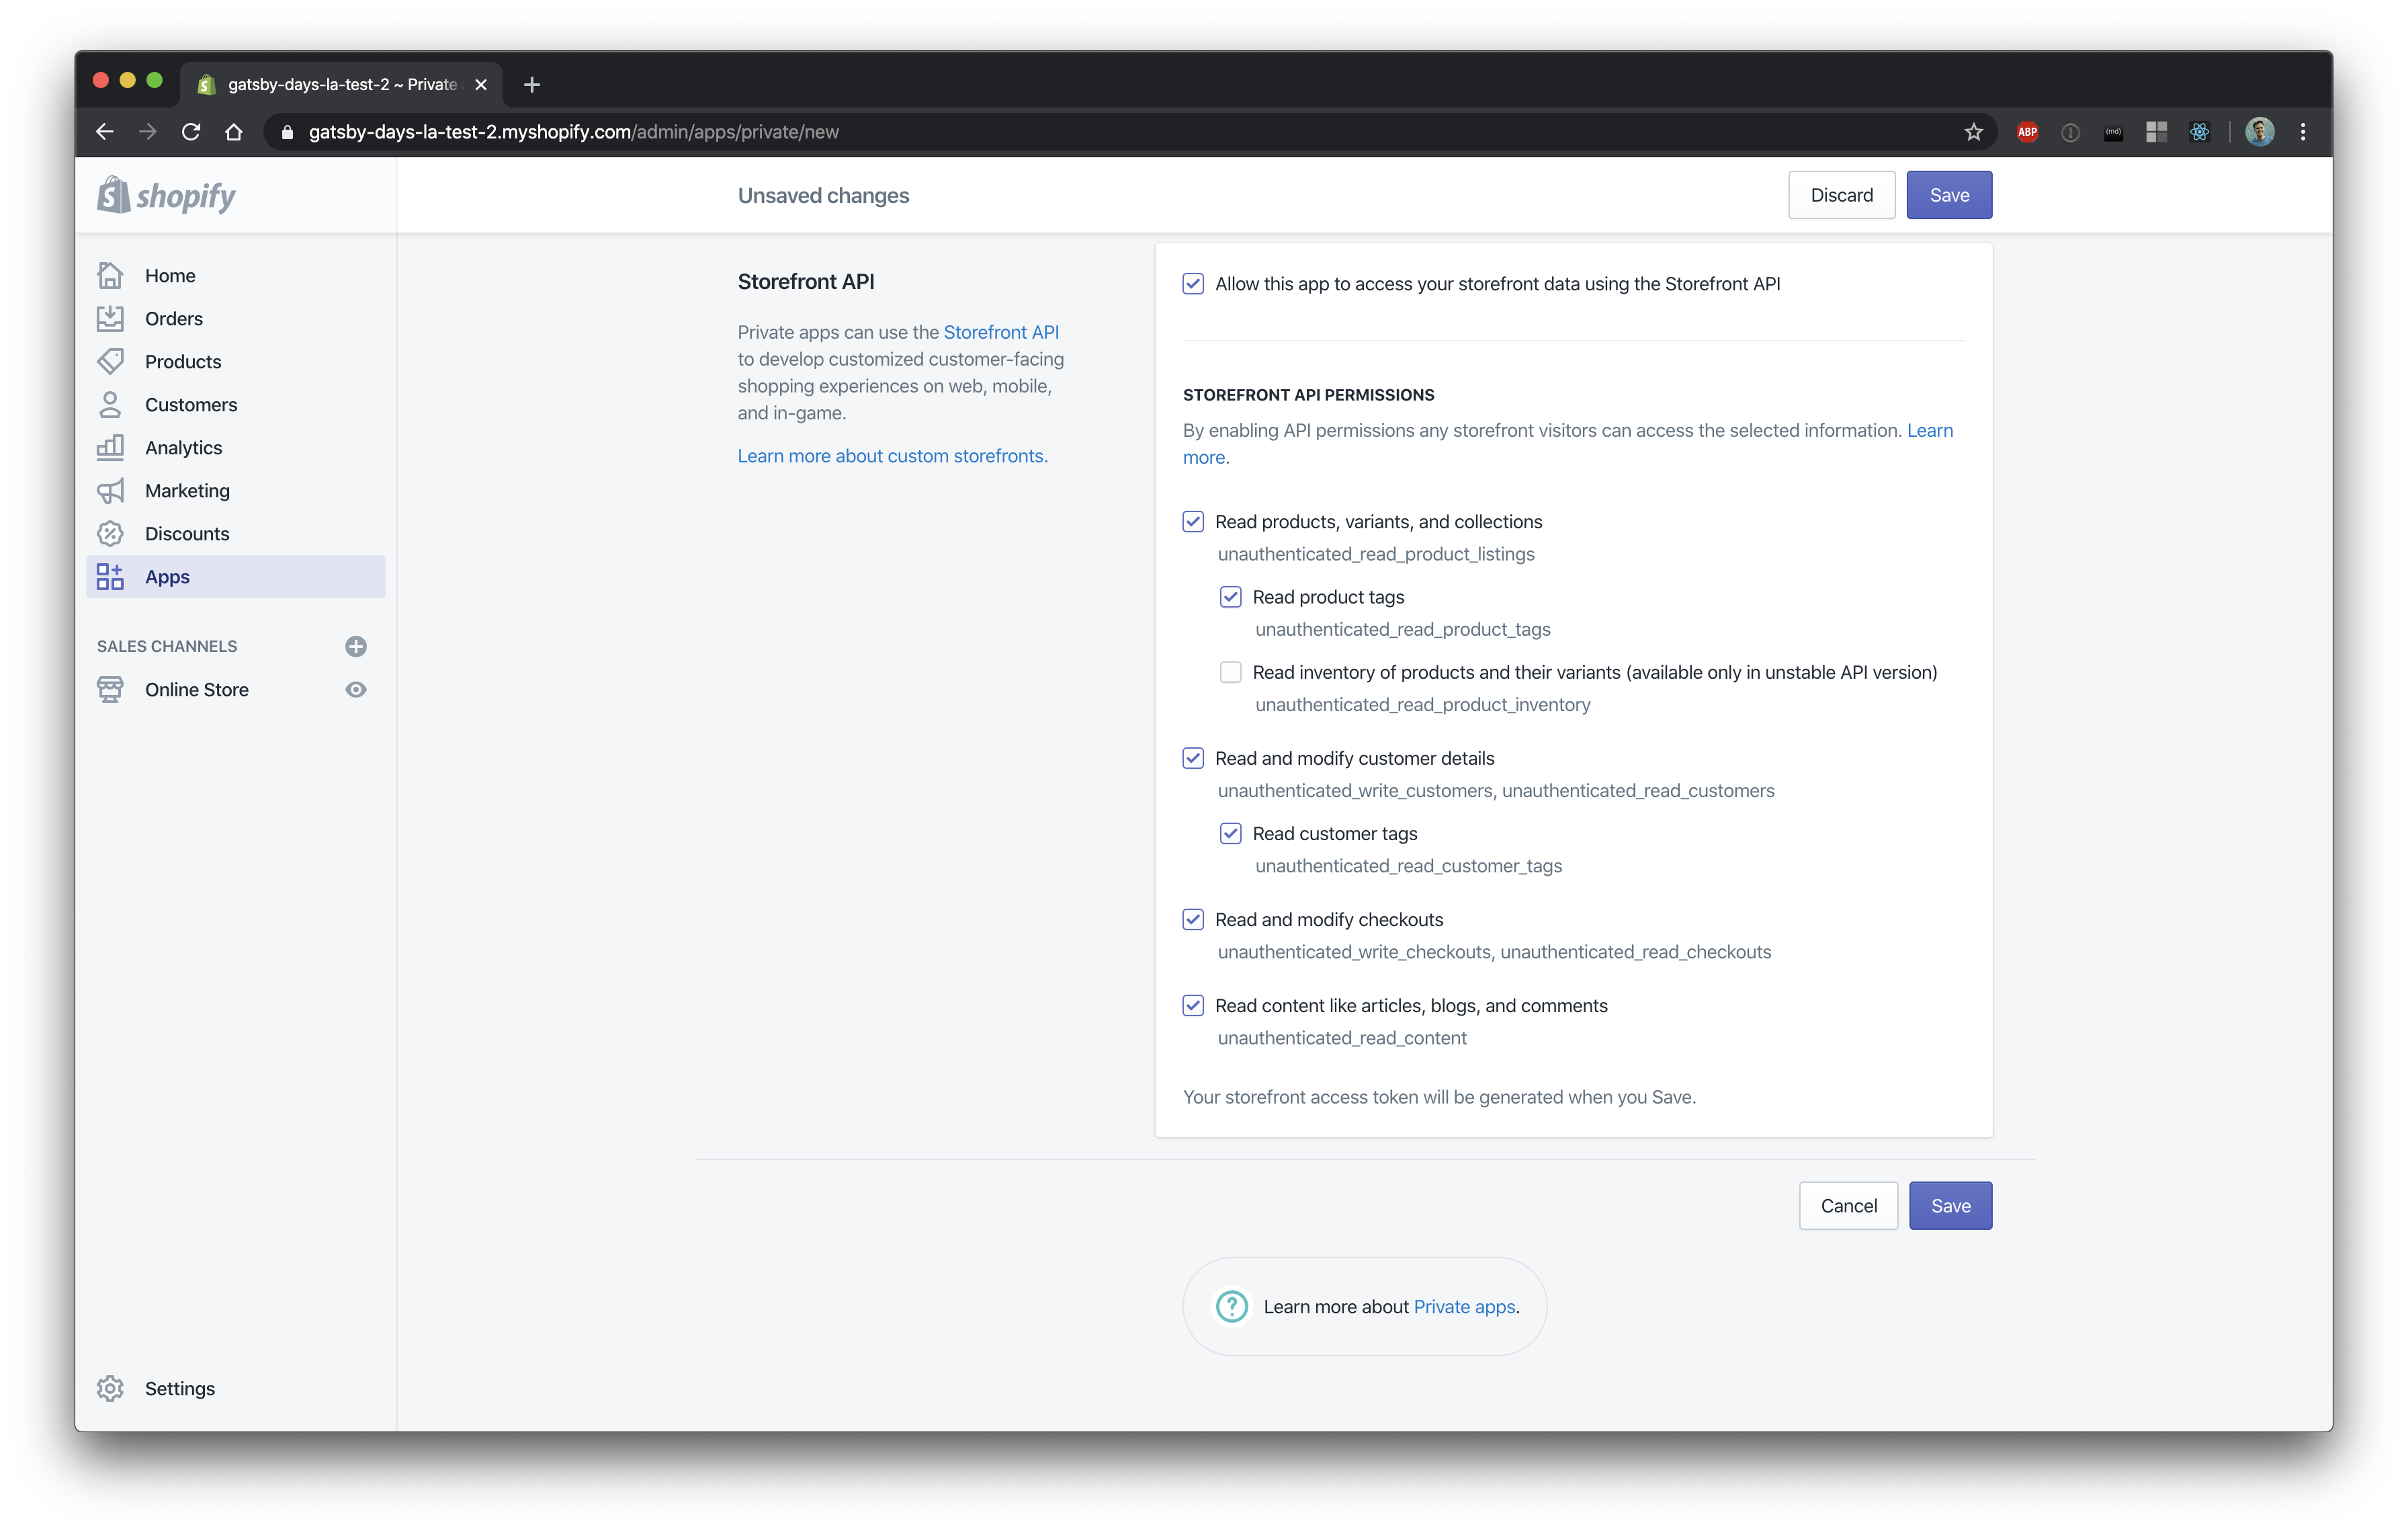 gatsby-days-la-test-2 ~ Private
gatsby-days-la-test-2.myshopify.com/admin/apps/private/new
ABP
(md)
shopify
Unsaved changes
Discard
Save
Home
Orders
Products
Customers
Analytics
Marketing
Discounts
Apps
SALES CHANNELS
Online Store
Settings
Storefront API
Private apps can use the Storefront API
to develop customized customer-facing
shopping experiences on web, mobile,
and in-game.
Learn more about custom storefronts.
Allow this app to access your storefront data using the Storefront API
STOREFRONT API PERMISSIONS
By enabling API permissions any storefront visitors can access the selected information. Learn
more.
Read products, variants, and collections
unauthenticated_read_product_listings
Read product tags
unauthenticated_read_product_tags
Read inventory of products and their variants (available only in unstable API version)
unauthenticated_read_product_inventory
Read and modify customer details
unauthenticated_write_customers, unauthenticated_read_customers
Read customer tags
unauthenticated_read_customer_tags
Read and modify checkouts
unauthenticated_write_checkouts, unauthenticated_read_checkouts
Read content like articles, blogs, and comments
unauthenticated_read_content
Your storefront access token will be generated when you Save.
Cancel
Save
Learn more about Private apps.